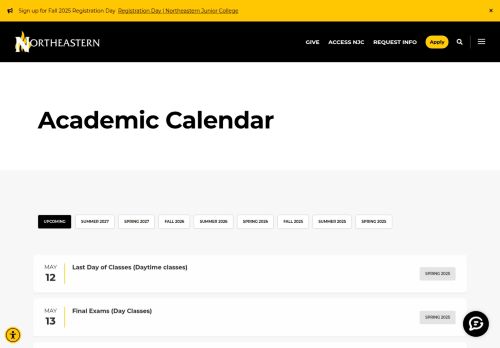 Sign up for Fall 2025 Registration Day Registration Day | Northeastern Junior College ×
NORTHEASTERN GIVE ACCESS NJC REQUEST INFO Apply
Academic Calendar
UPCOMING SUMMER 2027 SPRING 2027 FALL 2026 SUMMER 2026 SPRING 2026 FALL 2025 SUMMER 2025 SPRING 2025
MAY
12
Last Day of Classes (Daytime classes)
SPRING 2025
MAY
13
Final Exams (Day Classes)
SPRING 2025